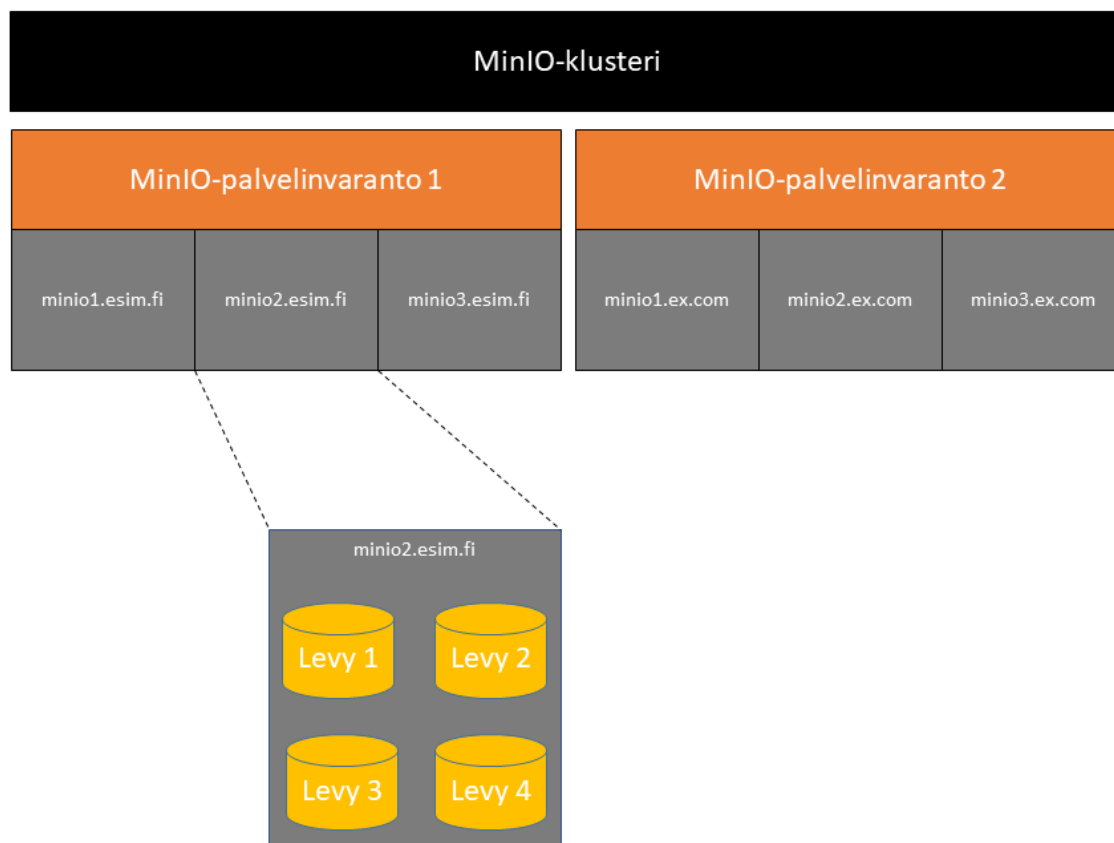 MinIO-klusteri
MinIO-palvelinvaranto 1
MinIO-palvelinvaranto 2
minio1.esim.fi
minio2.esim.fi
minio3.esim.fi
minio1.ex.com
minio2.ex.com
minio3.ex.com
minio2.esim.fi
Levy 1
Levy 2
Levy 3
Levy 4